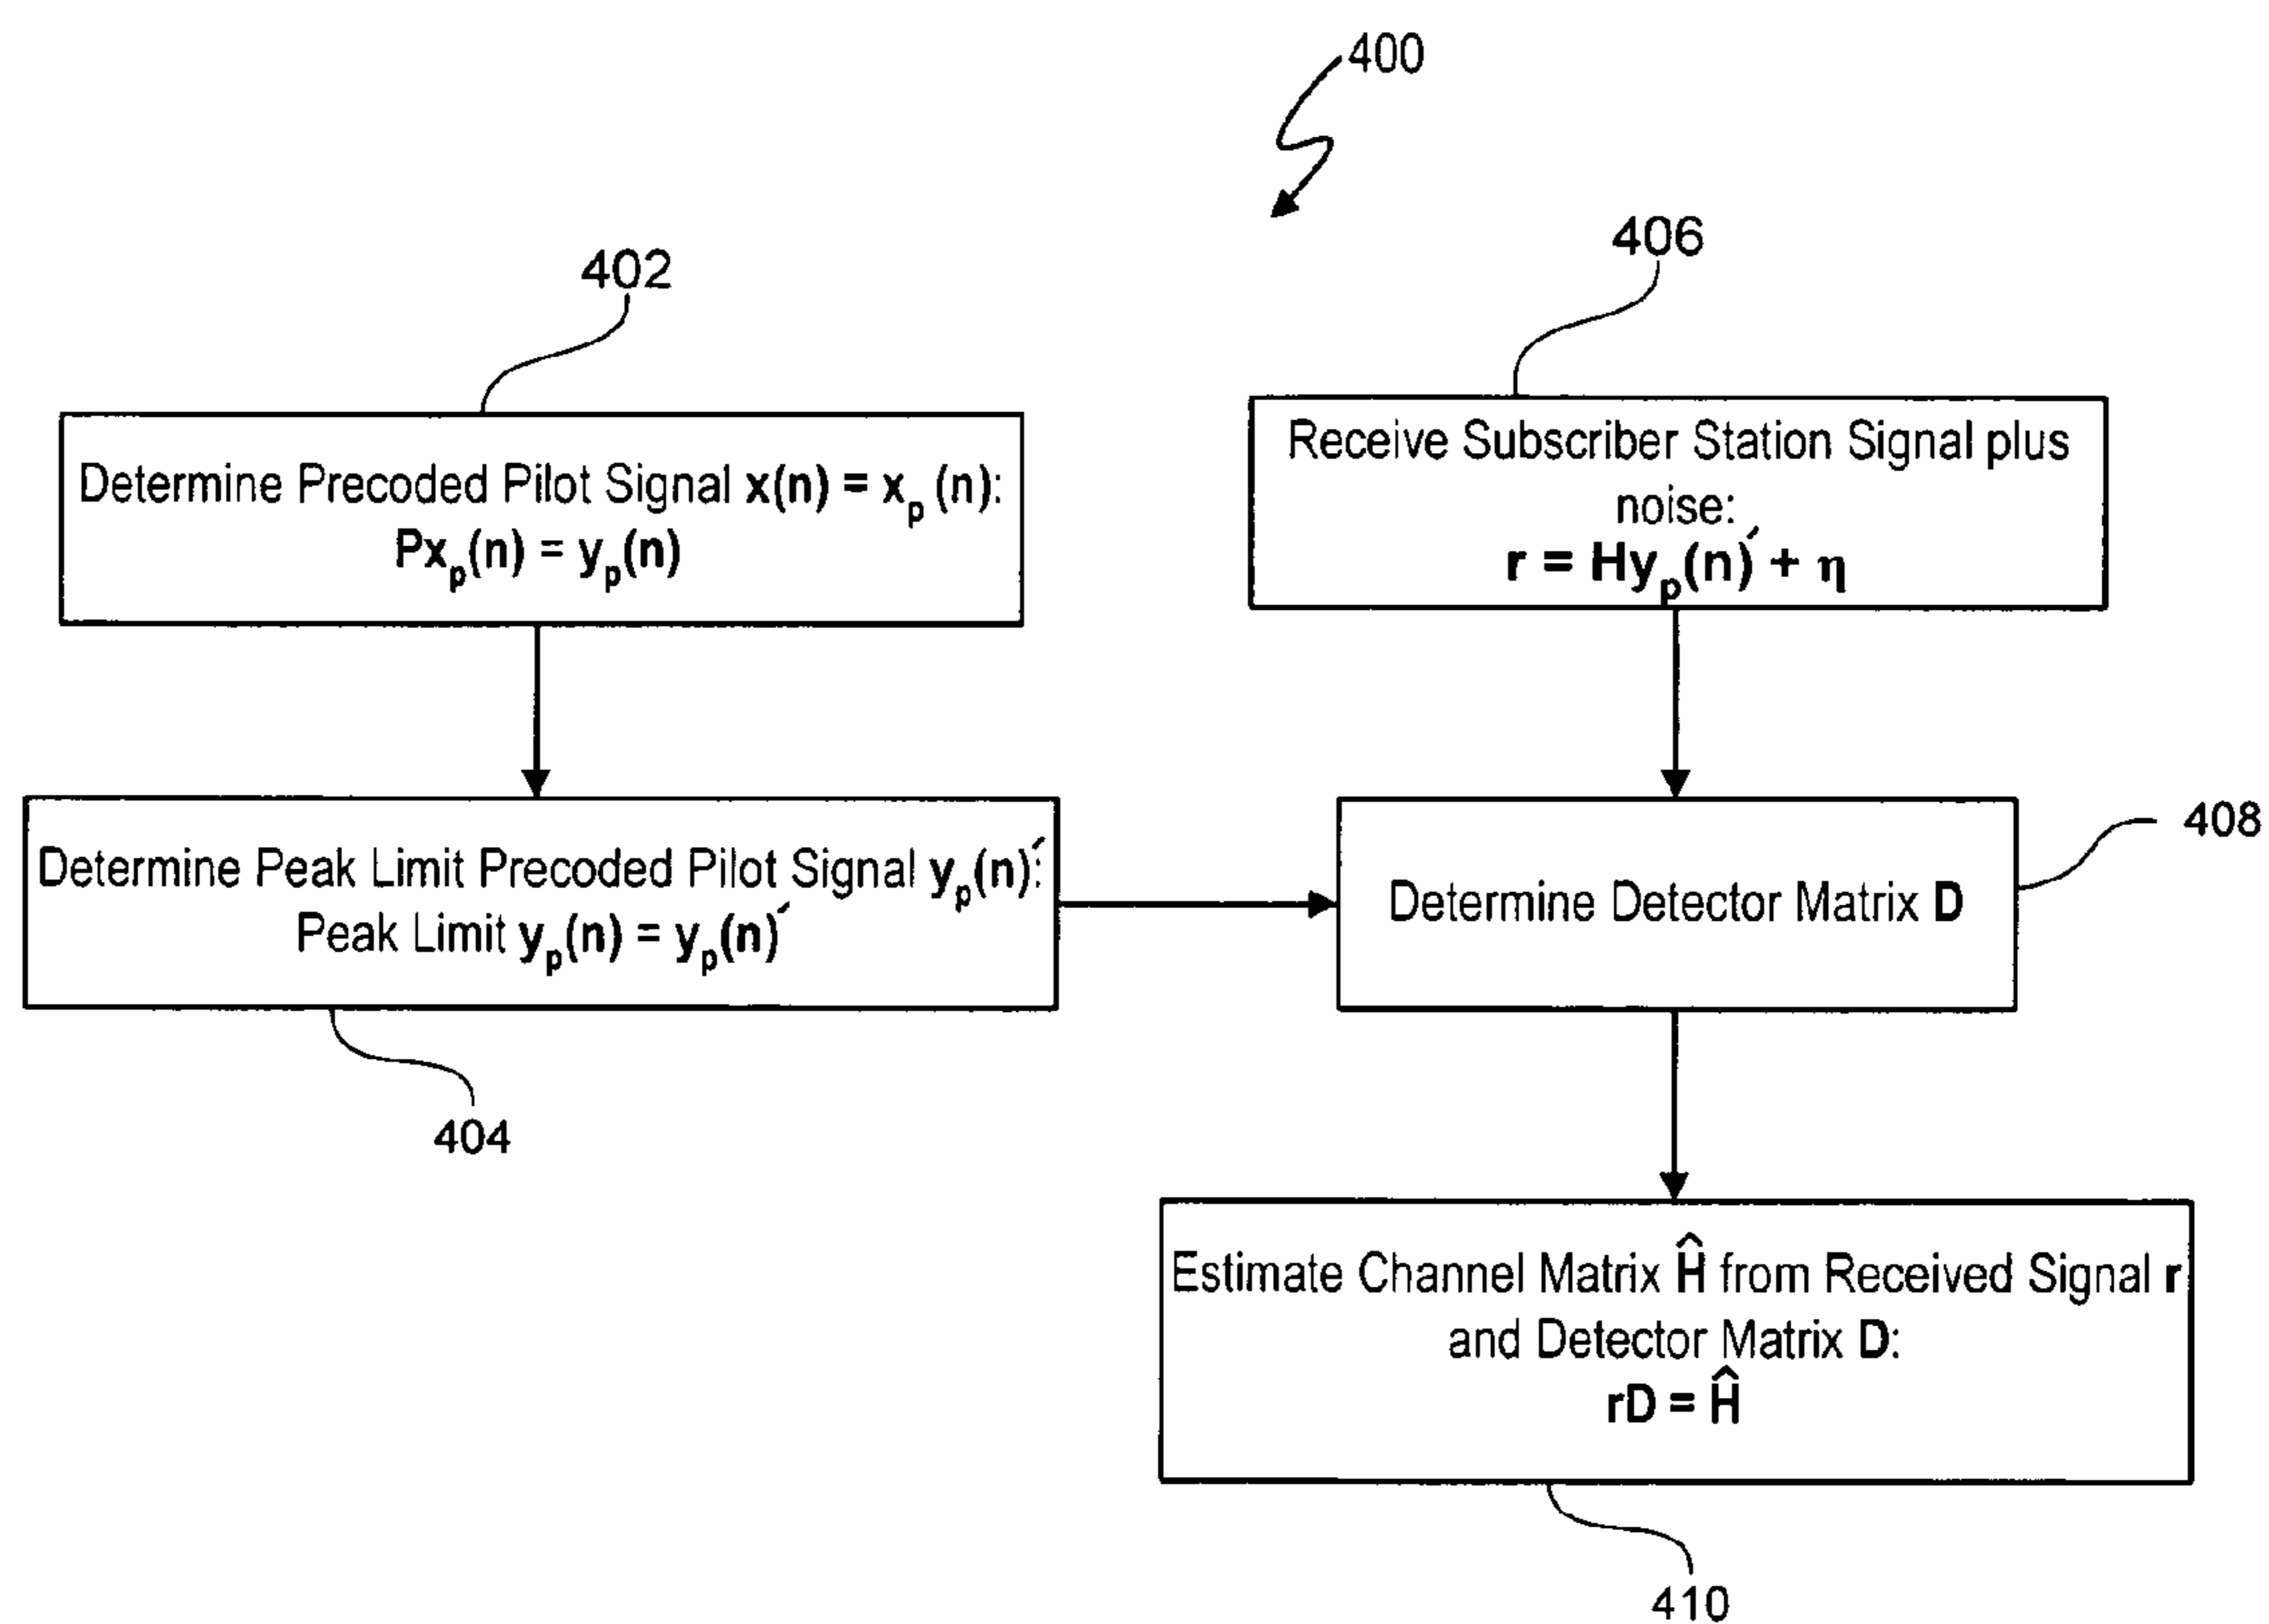 400
402
406
Determine Precoded Pilot Signal x(n) = xₚ(n):
Pxₚ(n) = yₚ(n)
Receive Subscriber Station Signal plus
noise:
r = Hyₚ(n)´ + η
Determine Peak Limit Precoded Pilot Signal yₚ(n)´:
Peak Limit yₚ(n) = yₚ(n)´
Determine Detector Matrix D
408
404
Estimate Channel Matrix Ĥ from Received Signal r
and Detector Matrix D:
rD = Ĥ
410